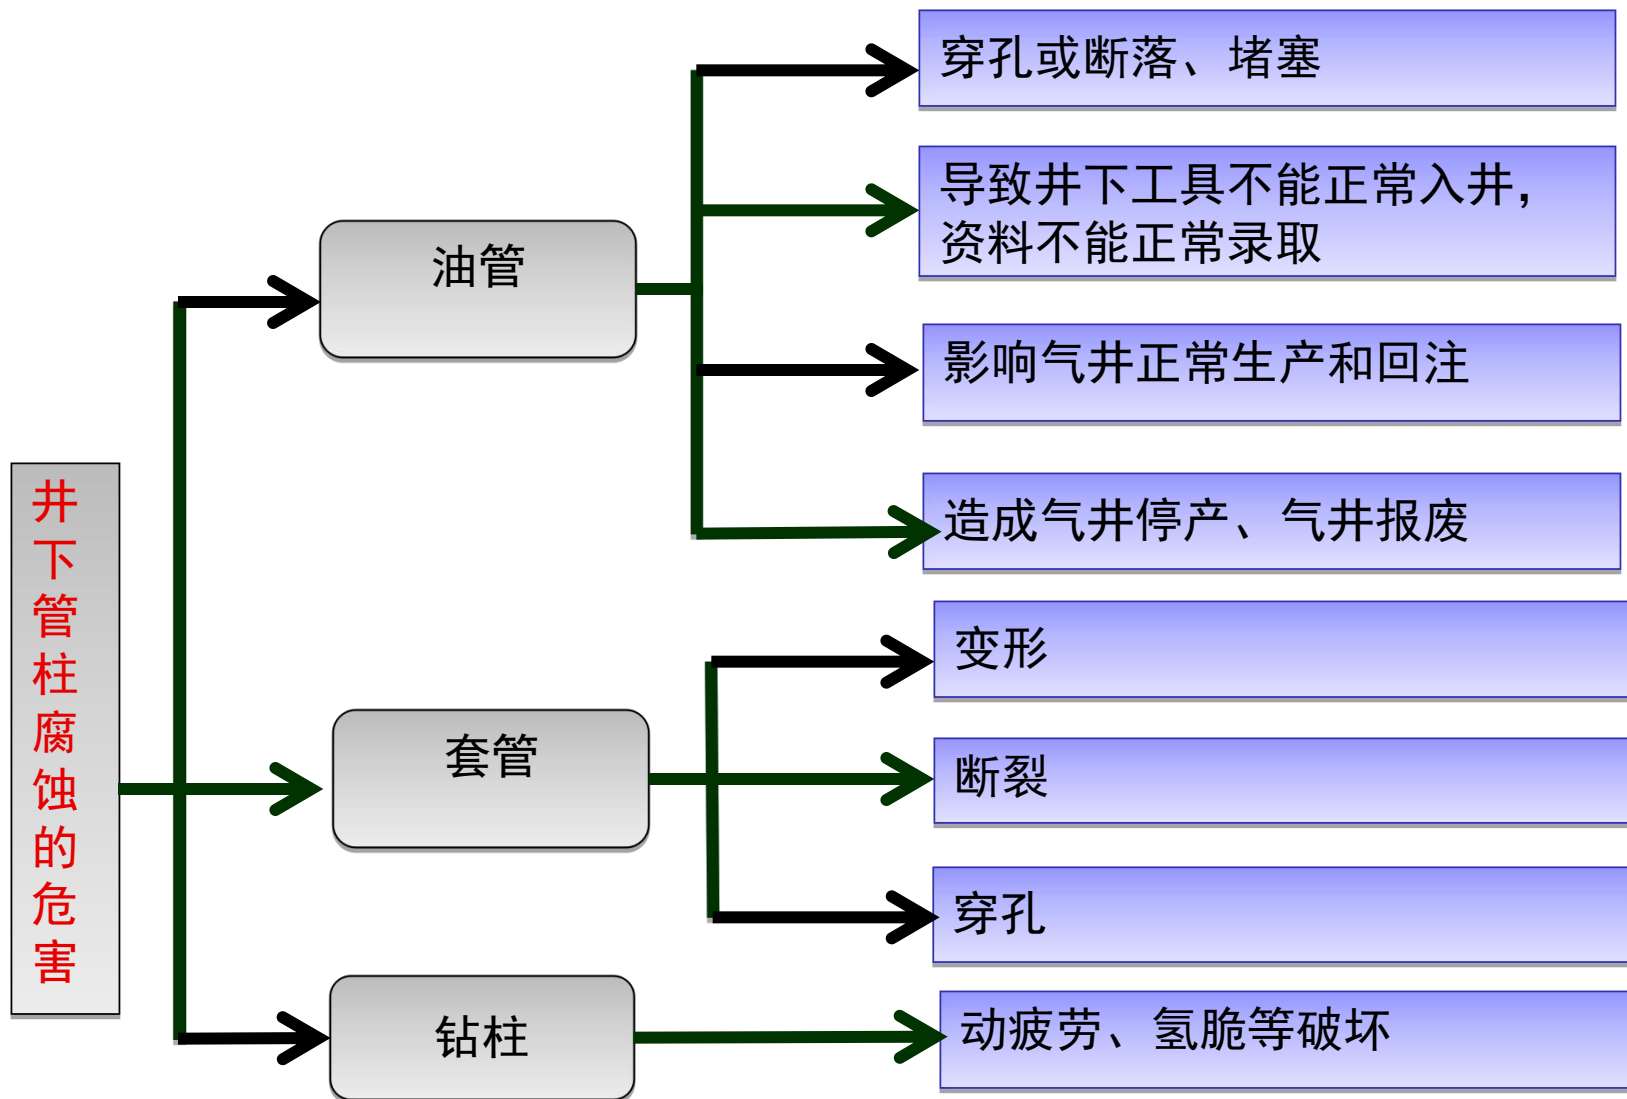 井下管柱腐蚀的危害
油管
穿孔或断落、堵塞
导致井下工具不能正常入井，
资料不能正常录取
影响气井正常生产和回注
造成气井停产、气井报废
套管
变形
断裂
穿孔
钻柱
动疲劳、氢脆等破坏